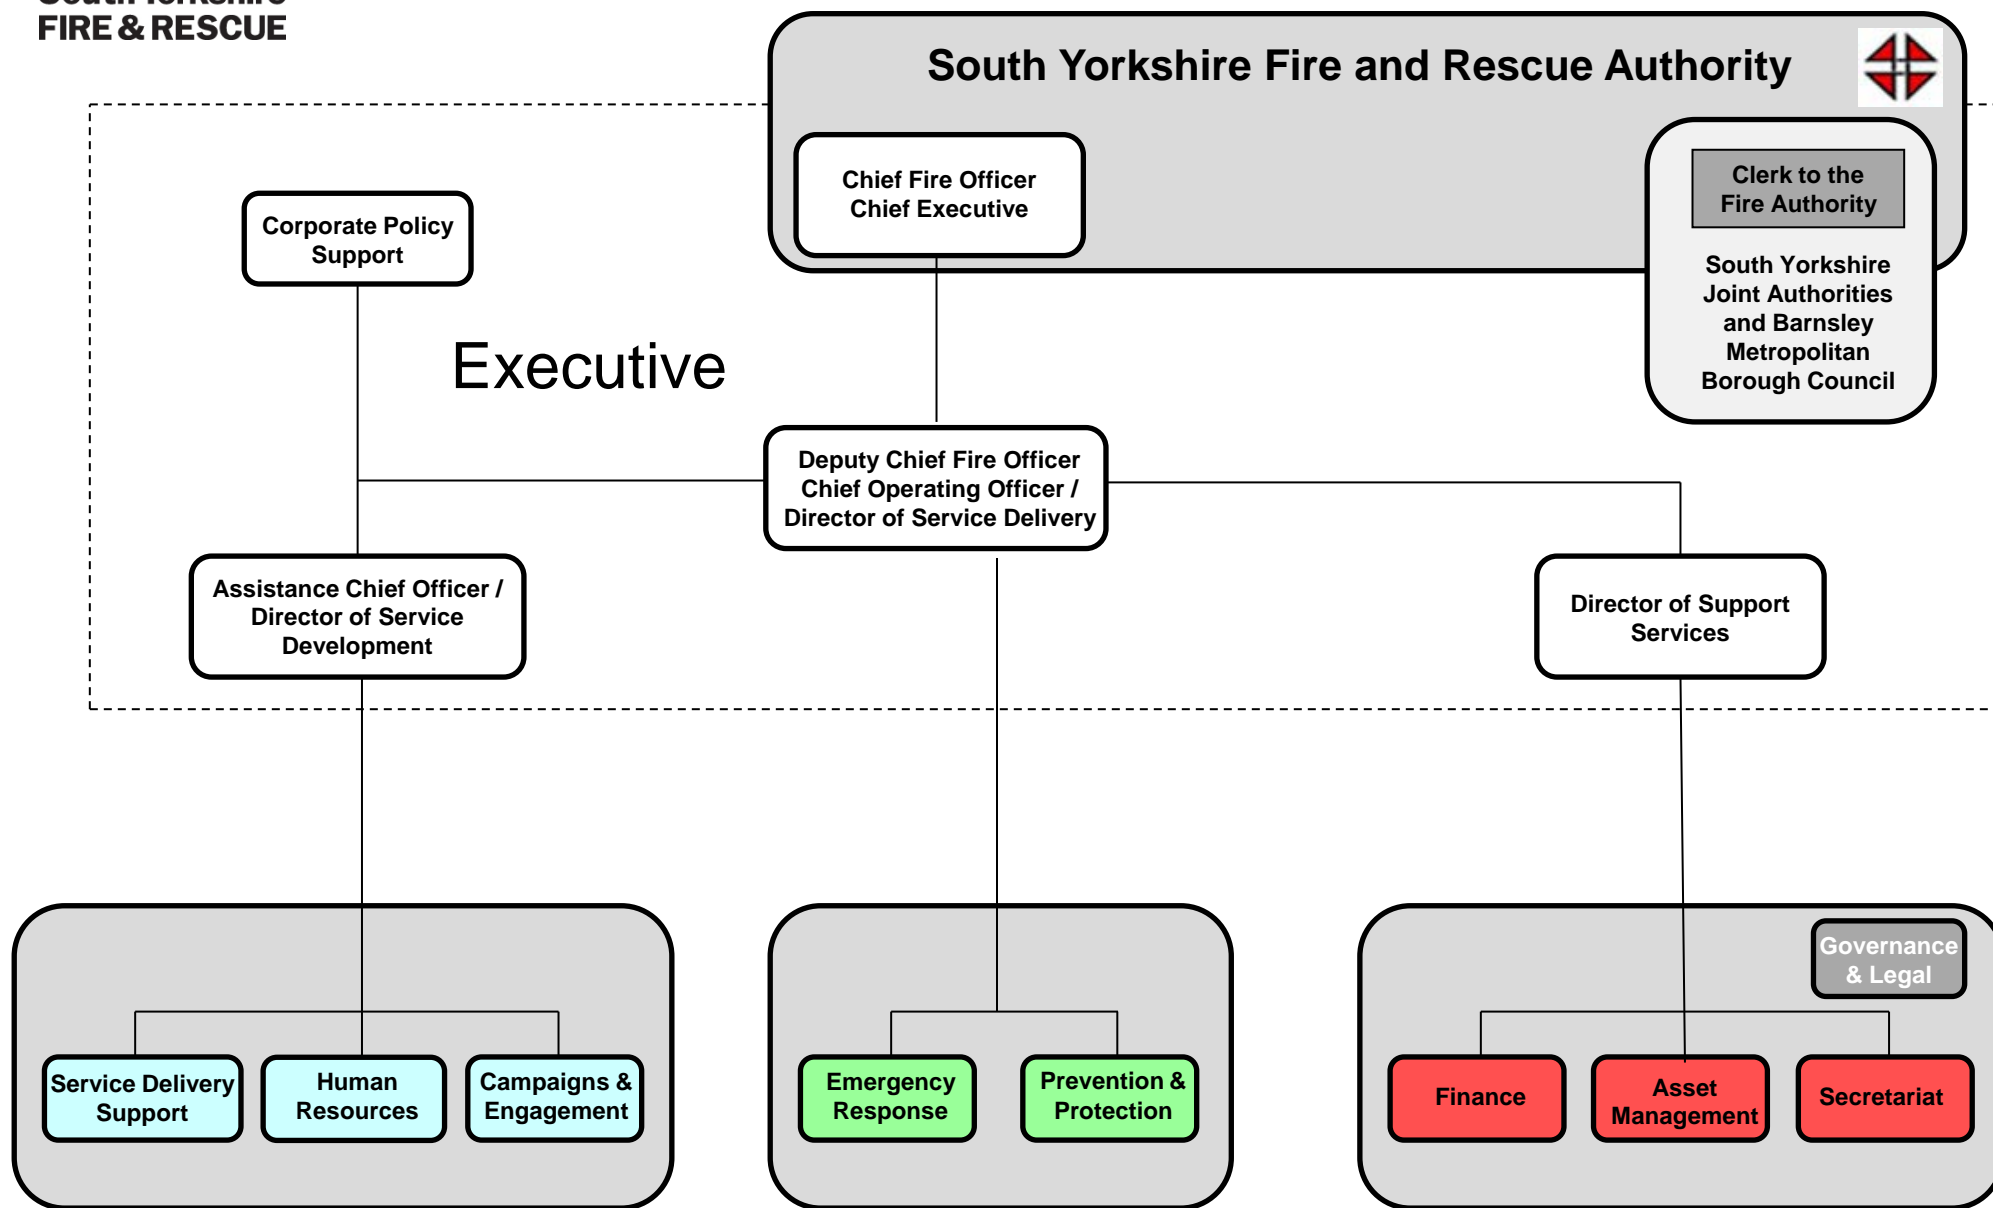 South Yorkshire
FIRE & RESCUE
South Yorkshire Fire and Rescue Authority
Chief Fire Officer
Chief Executive
Clerk to the
Fire Authority
South Yorkshire
Joint Authorities
and Barnsley
Metropolitan
Borough Council
Corporate Policy
Support
Executive
Deputy Chief Fire Officer
Chief Operating Officer /
Director of Service Delivery
Assistance Chief Officer /
Director of Service
Development
Director of Support
Services
Governance
& Legal
Service Delivery
Support
Human
Resources
Campaigns &
Engagement
Emergency
Response
Prevention &
Protection
Finance
Asset
Management
Secretariat